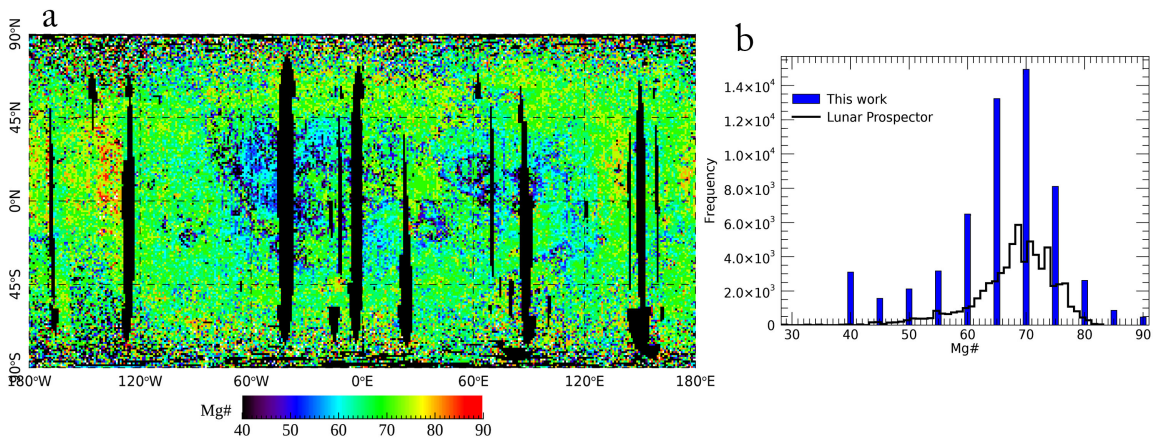 a
b
90°N
45°N
0°N
45°S
180°W 120°W 60°W 0°E 60°E 120°E 180°E
Mg#
40 50 60 70 80 90
This work
Lunar Prospector
Frequency
1.4×10⁴
1.2×10⁴
1.0×10⁴
8.0×10³
6.0×10³
4.0×10³
2.0×10³
0
30 40 50 60 70 80 90
Mg#